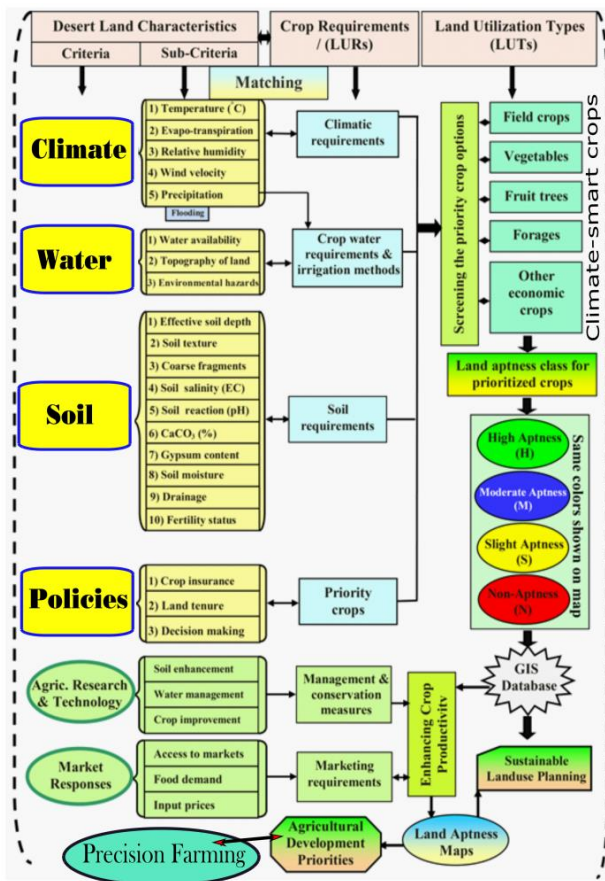 Desert Land Characteristics
Criteria
Sub-Criteria
Crop Requirements
/ (LURs)
Land Utilization Types
(LUTs)
Matching
Climate
1) Temperature (°C)
2) Evapo-transpiration
3) Relative humidity
4) Wind velocity
5) Precipitation
Flooding
Climatic
requirements
Water
1) Water availability
2) Topography of land
3) Environmental hazards
Crop water
requirements &
irrigation methods
Soil
1) Effective soil depth
2) Soil texture
3) Coarse fragments
4) Soil salinity (EC)
5) Soil reaction (pH)
6) CaCO₃ (%)
7) Gypsum content
8) Soil moisture
9) Drainage
10) Fertility status
Soil
requirements
Policies
1) Crop insurance
2) Land tenure
3) Decision making
Priority
crops
Agric. Research
& Technology
Soil enhancement
Water management
Crop improvement
Management &
conservation
measures
Market
Responses
Access to markets
Food demand
Input prices
Marketing
requirements
Screening the priority crop options
Field crops
Vegetables
Fruit trees
Forages
Other
economic
crops
Climate-smart crops
Land aptness class for
prioritized crops
High Aptness
(H)
Moderate Aptness
(M)
Slight Aptness
(S)
Non-Aptness
(N)
Same colors shown on
map
GIS
Database
Enhancing Crop
Productivity
Sustainable
Landuse Planning
Land Aptness
Maps
Agricultural
Development
Priorities
Precision Farming